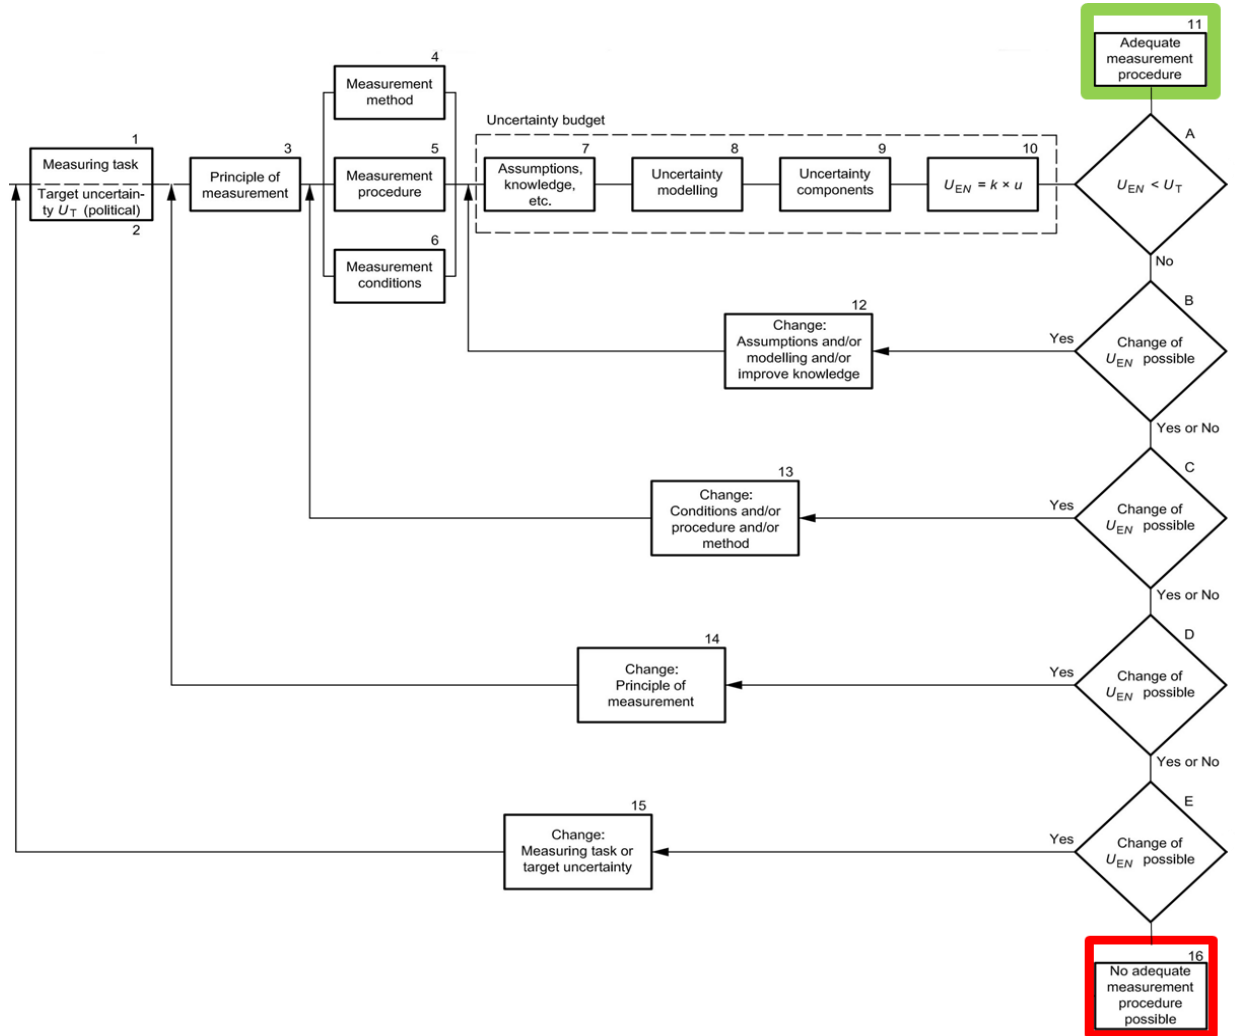 11
Adequate
measurement
procedure
4
Measurement
method
A
Uncertainty budget
1
Measuring task
Target uncertain-
ty U_T (political)
2
3
Principle of
measurement
5
Measurement
procedure
7
Assumptions,
knowledge,
etc.
8
Uncertainty
modelling
9
Uncertainty
components
10
U_EN = k × u
U_EN < U_T
6
Measurement
conditions
No
B
12
Change:
Assumptions and/or
modelling and/or
improve knowledge
Yes
Change of
U_EN possible
Yes or No
C
13
Change:
Conditions and/or
procedure and/or
method
Yes
Change of
U_EN possible
Yes or No
D
14
Change:
Principle of
measurement
Yes
Change of
U_EN possible
Yes or No
E
15
Change:
Measuring task or
target uncertainty
Yes
Change of
U_EN possible
16
No adequate
measurement
procedure
possible